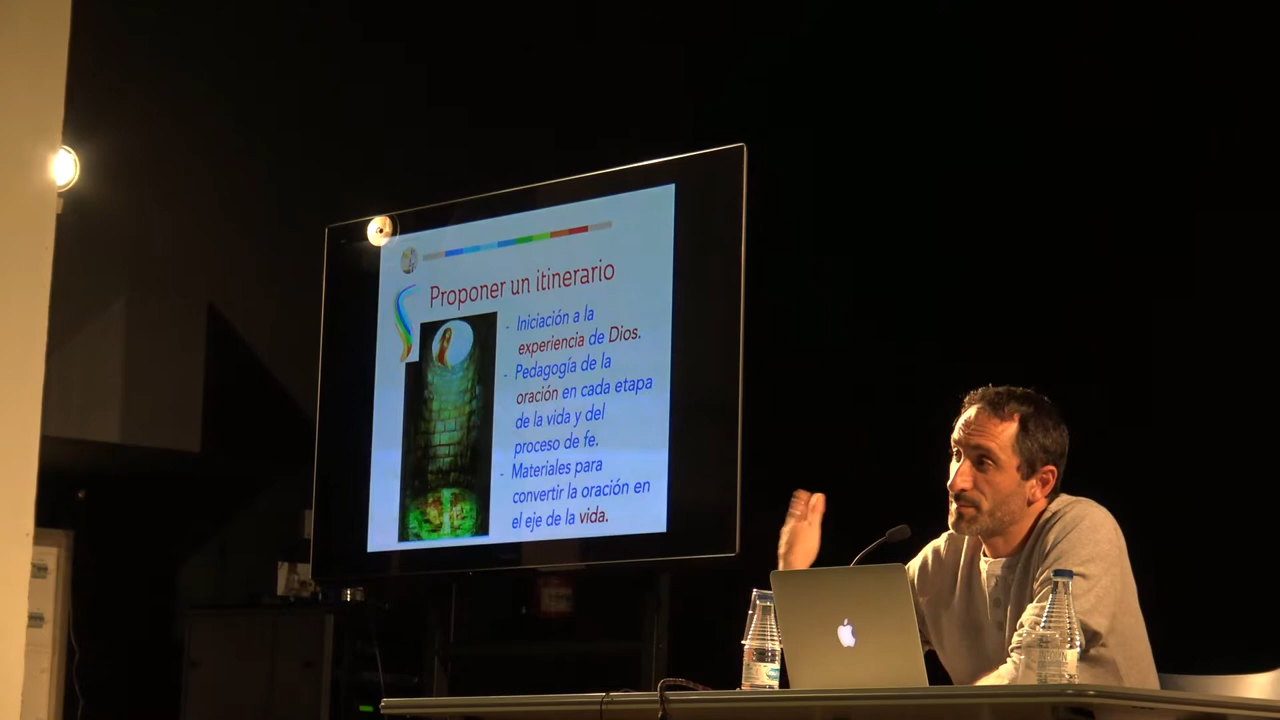 Proponer un itinerario
- Iniciación a la
experiencia de Dios.
- Pedagogía de la
oración en cada etapa
de la vida y del
proceso de fe.
- Materiales para
convertir la oración en
el eje de la vida.